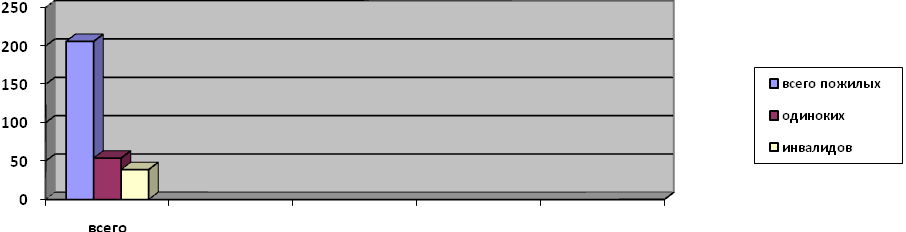 250
200
150
100
50
0
всего
всего пожилых
одиноких
инвалидов